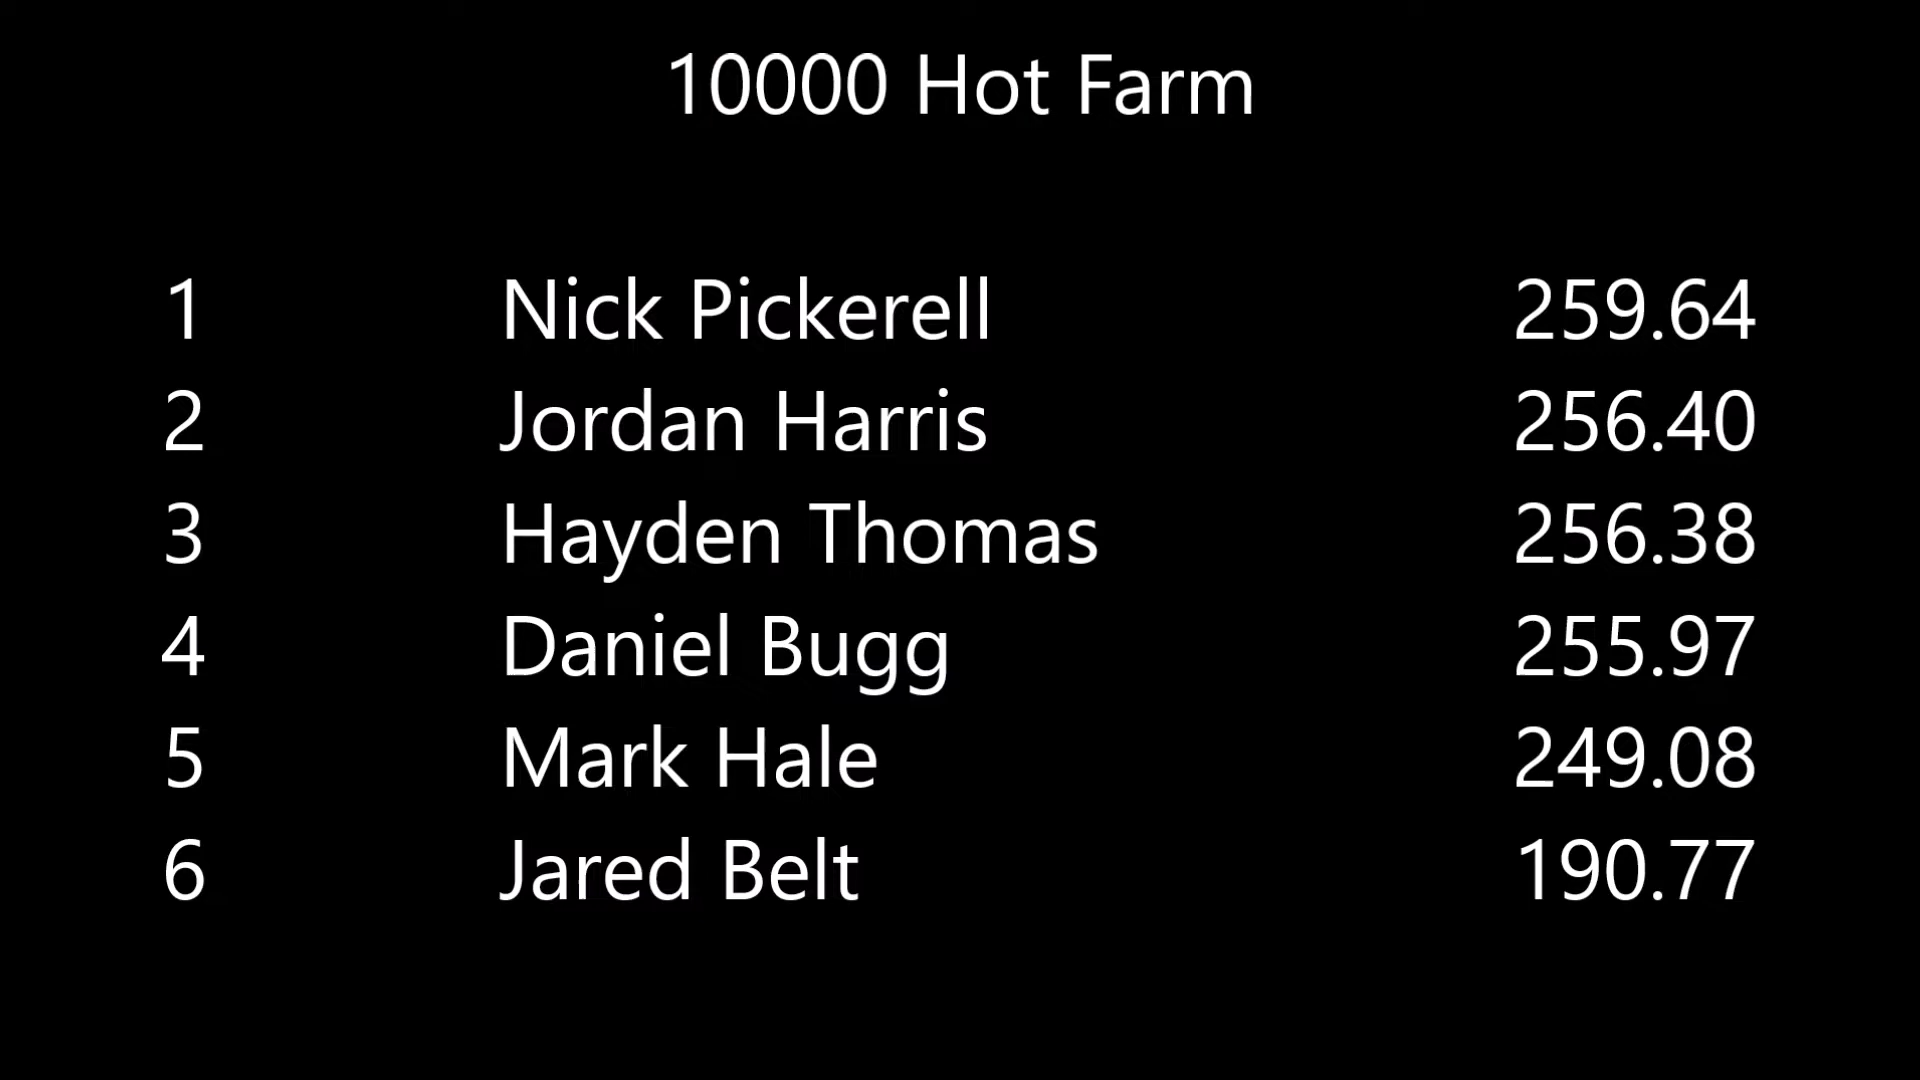 10000 Hot Farm
1 Nick Pickerell 259.64
2 Jordan Harris 256.40
3 Hayden Thomas 256.38
4 Daniel Bugg 255.97
5 Mark Hale 249.08
6 Jared Belt 190.77